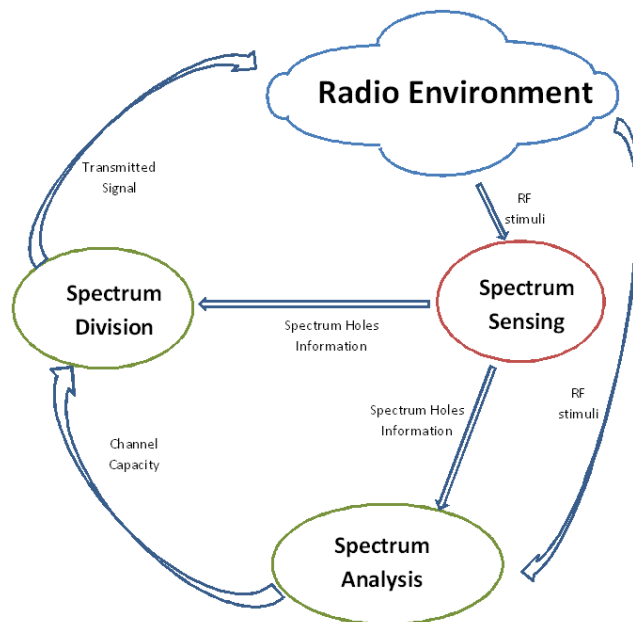 Radio Environment
Transmitted
Signal
RF
stimuli
Spectrum
Division
Spectrum
Sensing
Spectrum Holes
Information
Spectrum Holes
Information
RF
stimuli
Channel
Capacity
Spectrum
Analysis